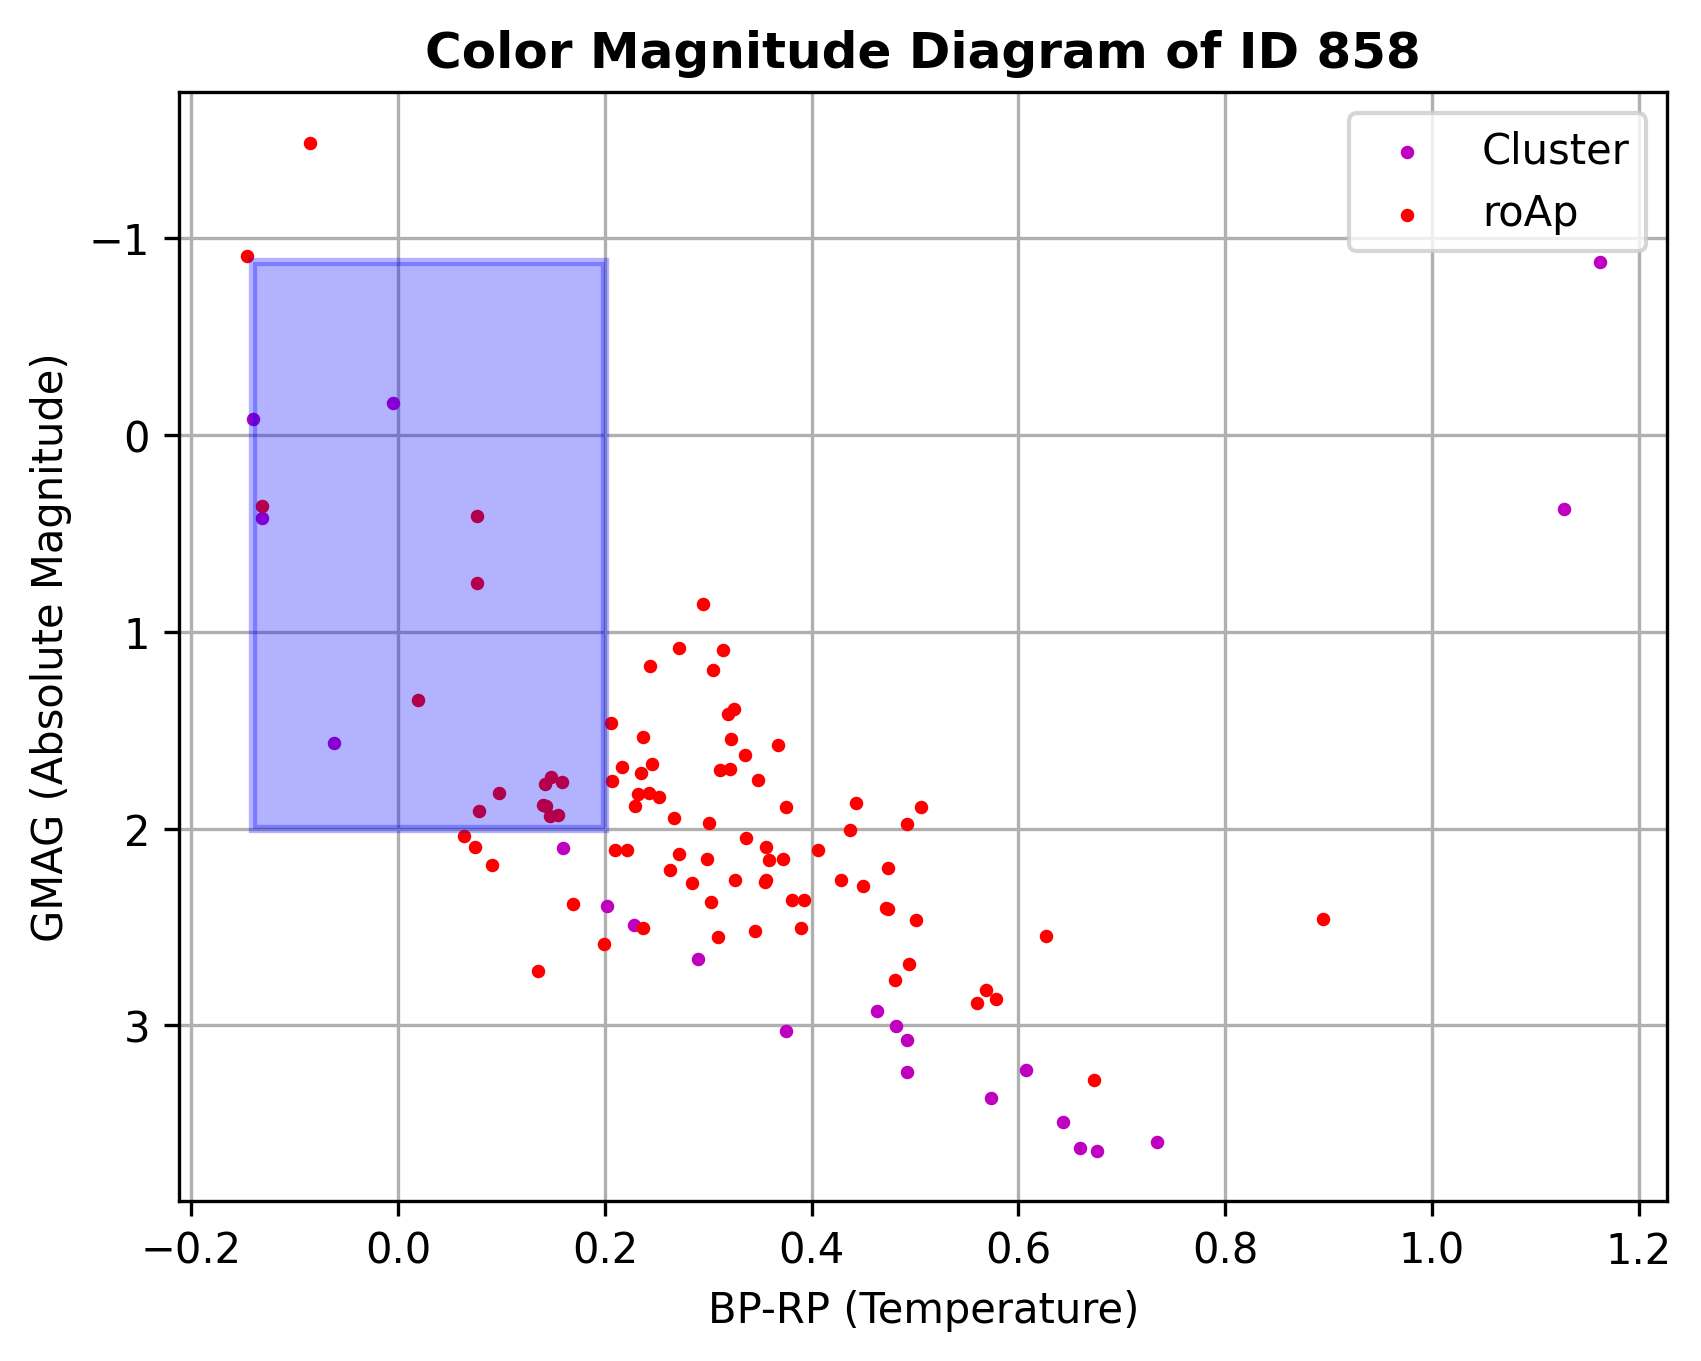 Color Magnitude Diagram of ID 858
Cluster
roAp
GMAG (Absolute Magnitude)
−1
0
1
2
3
−0.2 0.0 0.2 0.4 0.6 0.8 1.0 1.2
BP-RP (Temperature)